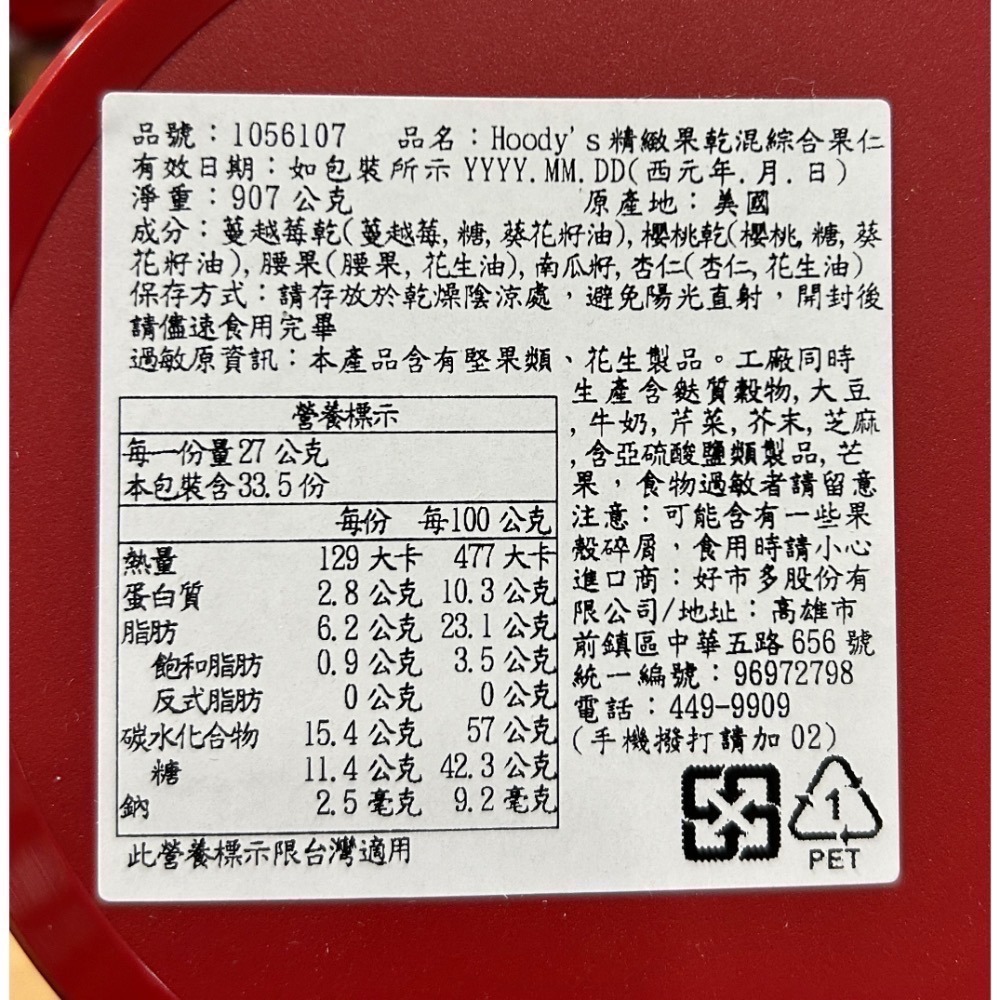 品號：1056107　品名：Hoody's精緻果乾混綜合果仁
有效日期：如包裝所示 YYYY.MM.DD(西元年.月.日)
淨重：907 公克　原產地：美國
成分：蔓越莓乾(蔓越莓,糖,葵花籽油),櫻桃乾(櫻桃,糖,葵
花籽油),腰果(腰果,花生油),南瓜籽,杏仁(杏仁,花生油)
保存方式：請存放於乾燥陰涼處，避免陽光直射，開封後
請儘速食用完畢
過敏原資訊：本產品含有堅果類、花生製品。工廠同時
生產含麩質穀物,大豆
,牛奶,芹菜,芥末,芝麻
,含亞硫酸鹽類製品,芒
果，食物過敏者請留意
注意：可能含有一些果
殼碎屑，食用時請小心
進口商：好市多股份有
限公司/地址：高雄市
前鎮區中華五路 656 號
統一編號：96972798
電話：449-9909
(手機撥打請加 02)
營養標示
每一份量 27 公克
本包裝含 33.5 份
每份　每 100 公克
熱量　129 大卡　477 大卡
蛋白質　2.8 公克　10.3 公克
脂肪　6.2 公克　23.1 公克
飽和脂肪　0.9 公克　3.5 公克
反式脂肪　0 公克　0 公克
碳水化合物　15.4 公克　57 公克
糖　11.4 公克　42.3 公克
鈉　2.5 毫克　9.2 毫克
此營養標示限台灣適用
1
PET